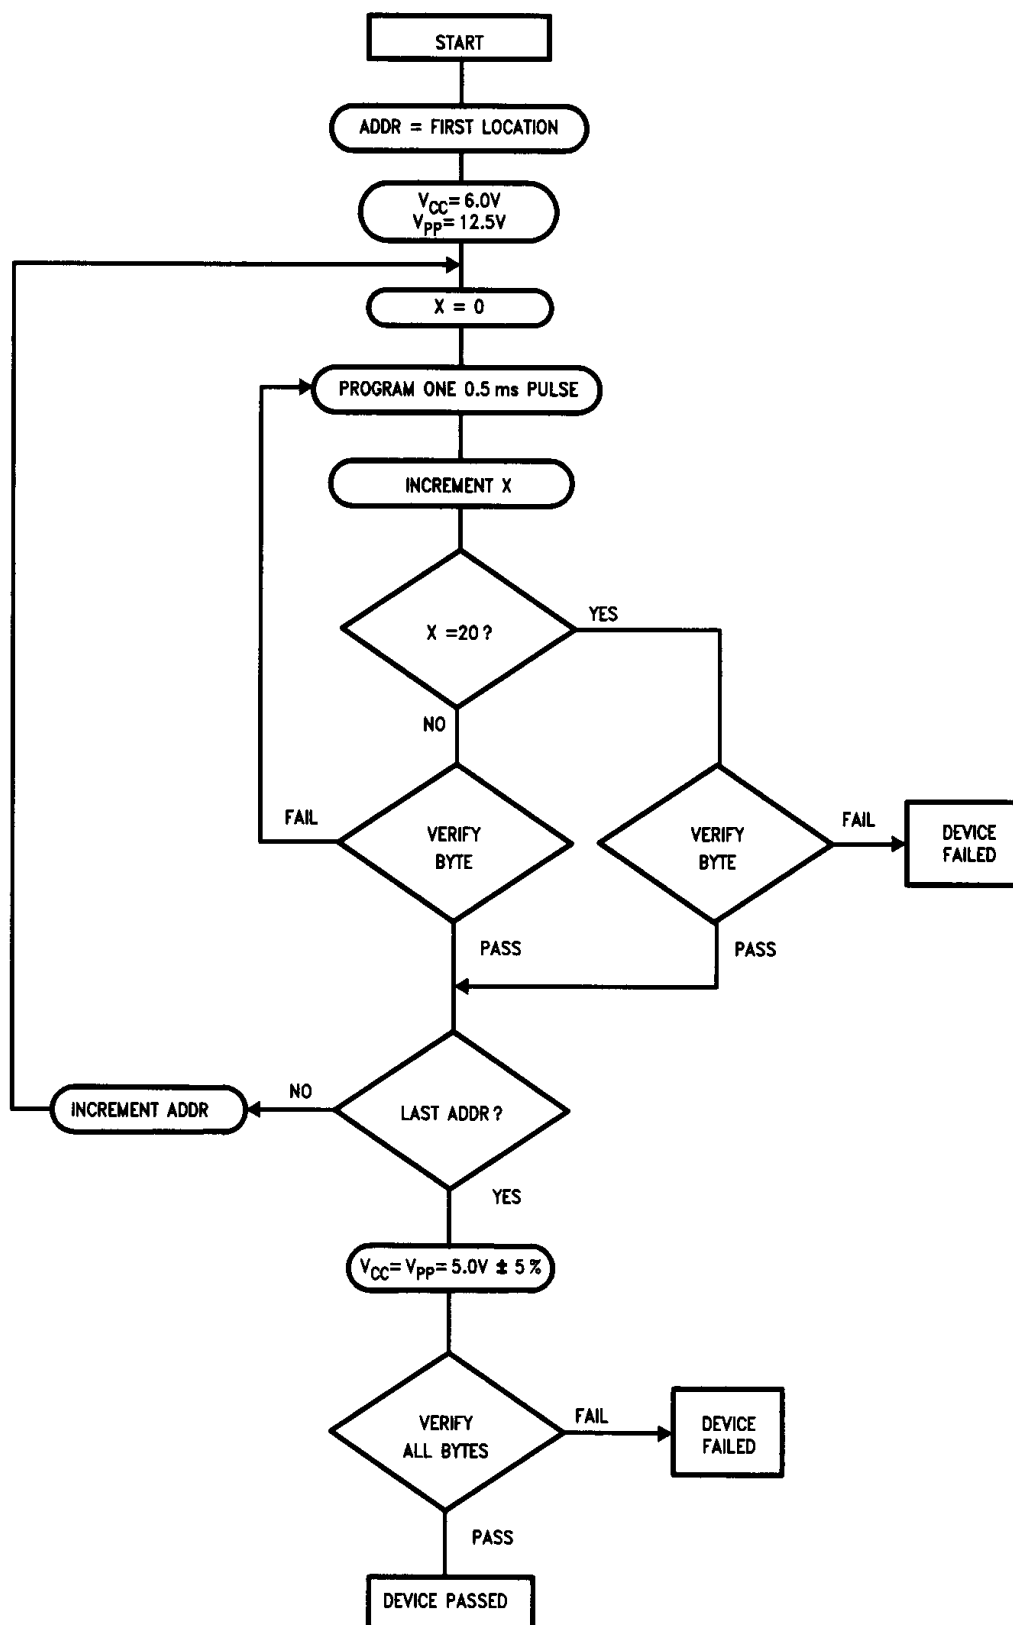 START
ADDR = FIRST LOCATION
VCC= 6.0V
VPP= 12.5V
X = 0
PROGRAM ONE 0.5 ms PULSE
INCREMENT X
X =20 ?
YES
NO
FAIL
VERIFY
BYTE
VERIFY
BYTE
FAIL
DEVICE
FAILED
PASS
PASS
NO
INCREMENT ADDR
LAST ADDR ?
YES
VCC= VPP= 5.0V ± 5 %
VERIFY
ALL BYTES
FAIL
DEVICE
FAILED
PASS
DEVICE PASSED